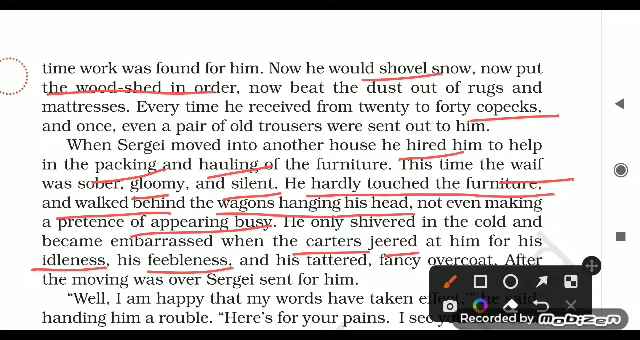 time work was found for him. Now he would shovel snow, now put
the wood-shed in order, now beat the dust out of rugs and
mattresses. Every time he received from twenty to forty copecks,
and once, even a pair of old trousers were sent out to him.
When Sergei moved into another house he hired him to help
in the packing and hauling of the furniture. This time the waif
was sober, gloomy, and silent. He hardly touched the furniture,
and walked behind the wagons hanging his head, not even making
a pretence of appearing busy. He only shivered in the cold and
became embarrassed when the carters jeered at him for his
idleness, his feebleness, and his tattered, fancy overcoat. After
the moving was over Sergei sent for him.
"Well, I am happy that my words have taken effect," he said,
handing him a rouble. "Here's for your pains. I see
Recorded by mobizen